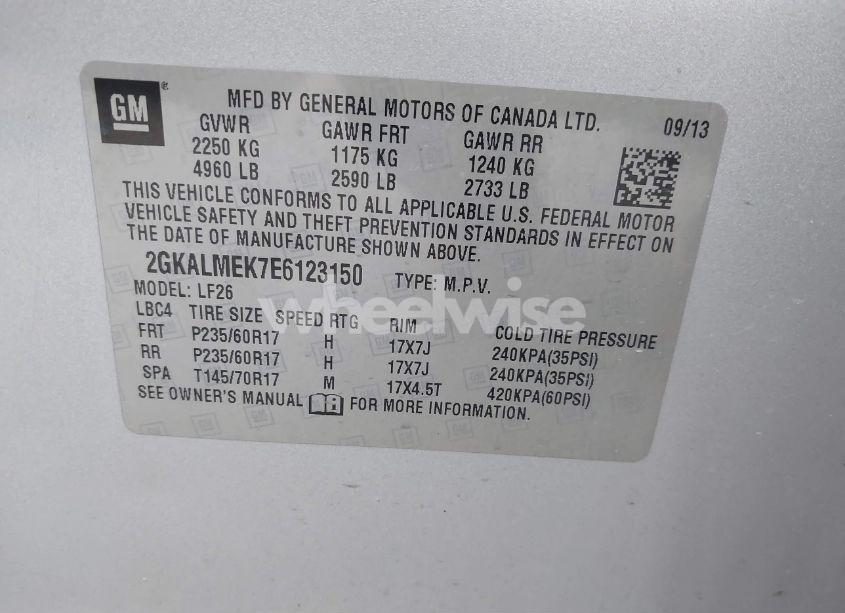 GM ®
MFD BY GENERAL MOTORS OF CANADA LTD. 09/13
GVWR GAWR FRT GAWR RR
2250 KG 1175 KG 1240 KG
4960 LB 2590 LB 2733 LB
THIS VEHICLE CONFORMS TO ALL APPLICABLE U.S. FEDERAL MOTOR
VEHICLE SAFETY AND THEFT PREVENTION STANDARDS IN EFFECT ON
THE DATE OF MANUFACTURE SHOWN ABOVE.
2GKALMEK7E6123150 TYPE: M.P.V.
MODEL: LF26
wheelwise
LBC4 TIRE SIZE SPEED RTG RIM COLD TIRE PRESSURE
FRT P235/60R17 H 17X7J 240KPA(35PSI)
RR P235/60R17 H 17X7J 240KPA(35PSI)
SPA T145/70R17 M 17X4.5T 420KPA(60PSI)
SEE OWNER'S MANUAL FOR MORE INFORMATION.